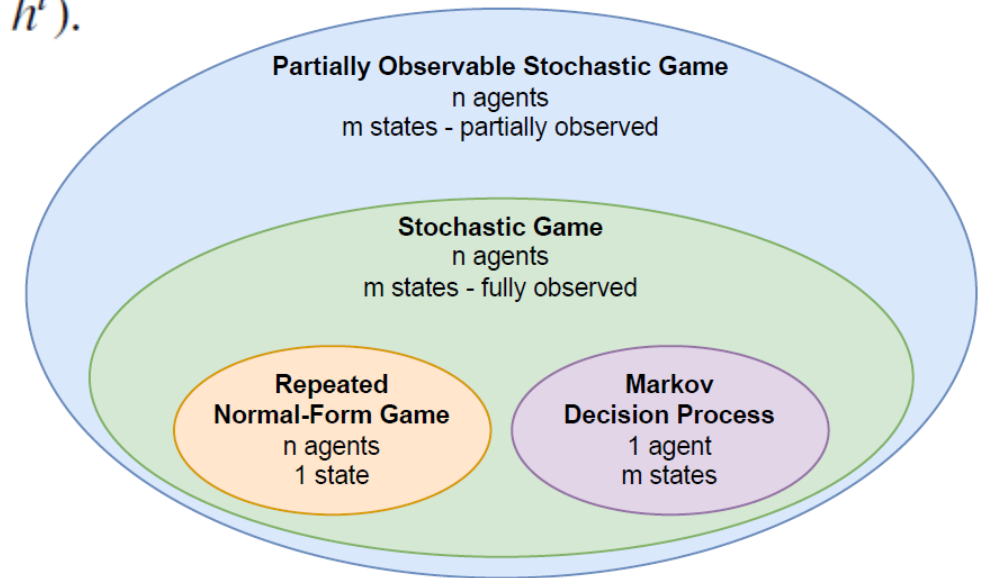 hᵗ ).
Partially Observable Stochastic Game
n agents
m states - partially observed
Stochastic Game
n agents
m states - fully observed
Repeated
Normal-Form Game
n agents
1 state
Markov
Decision Process
1 agent
m states